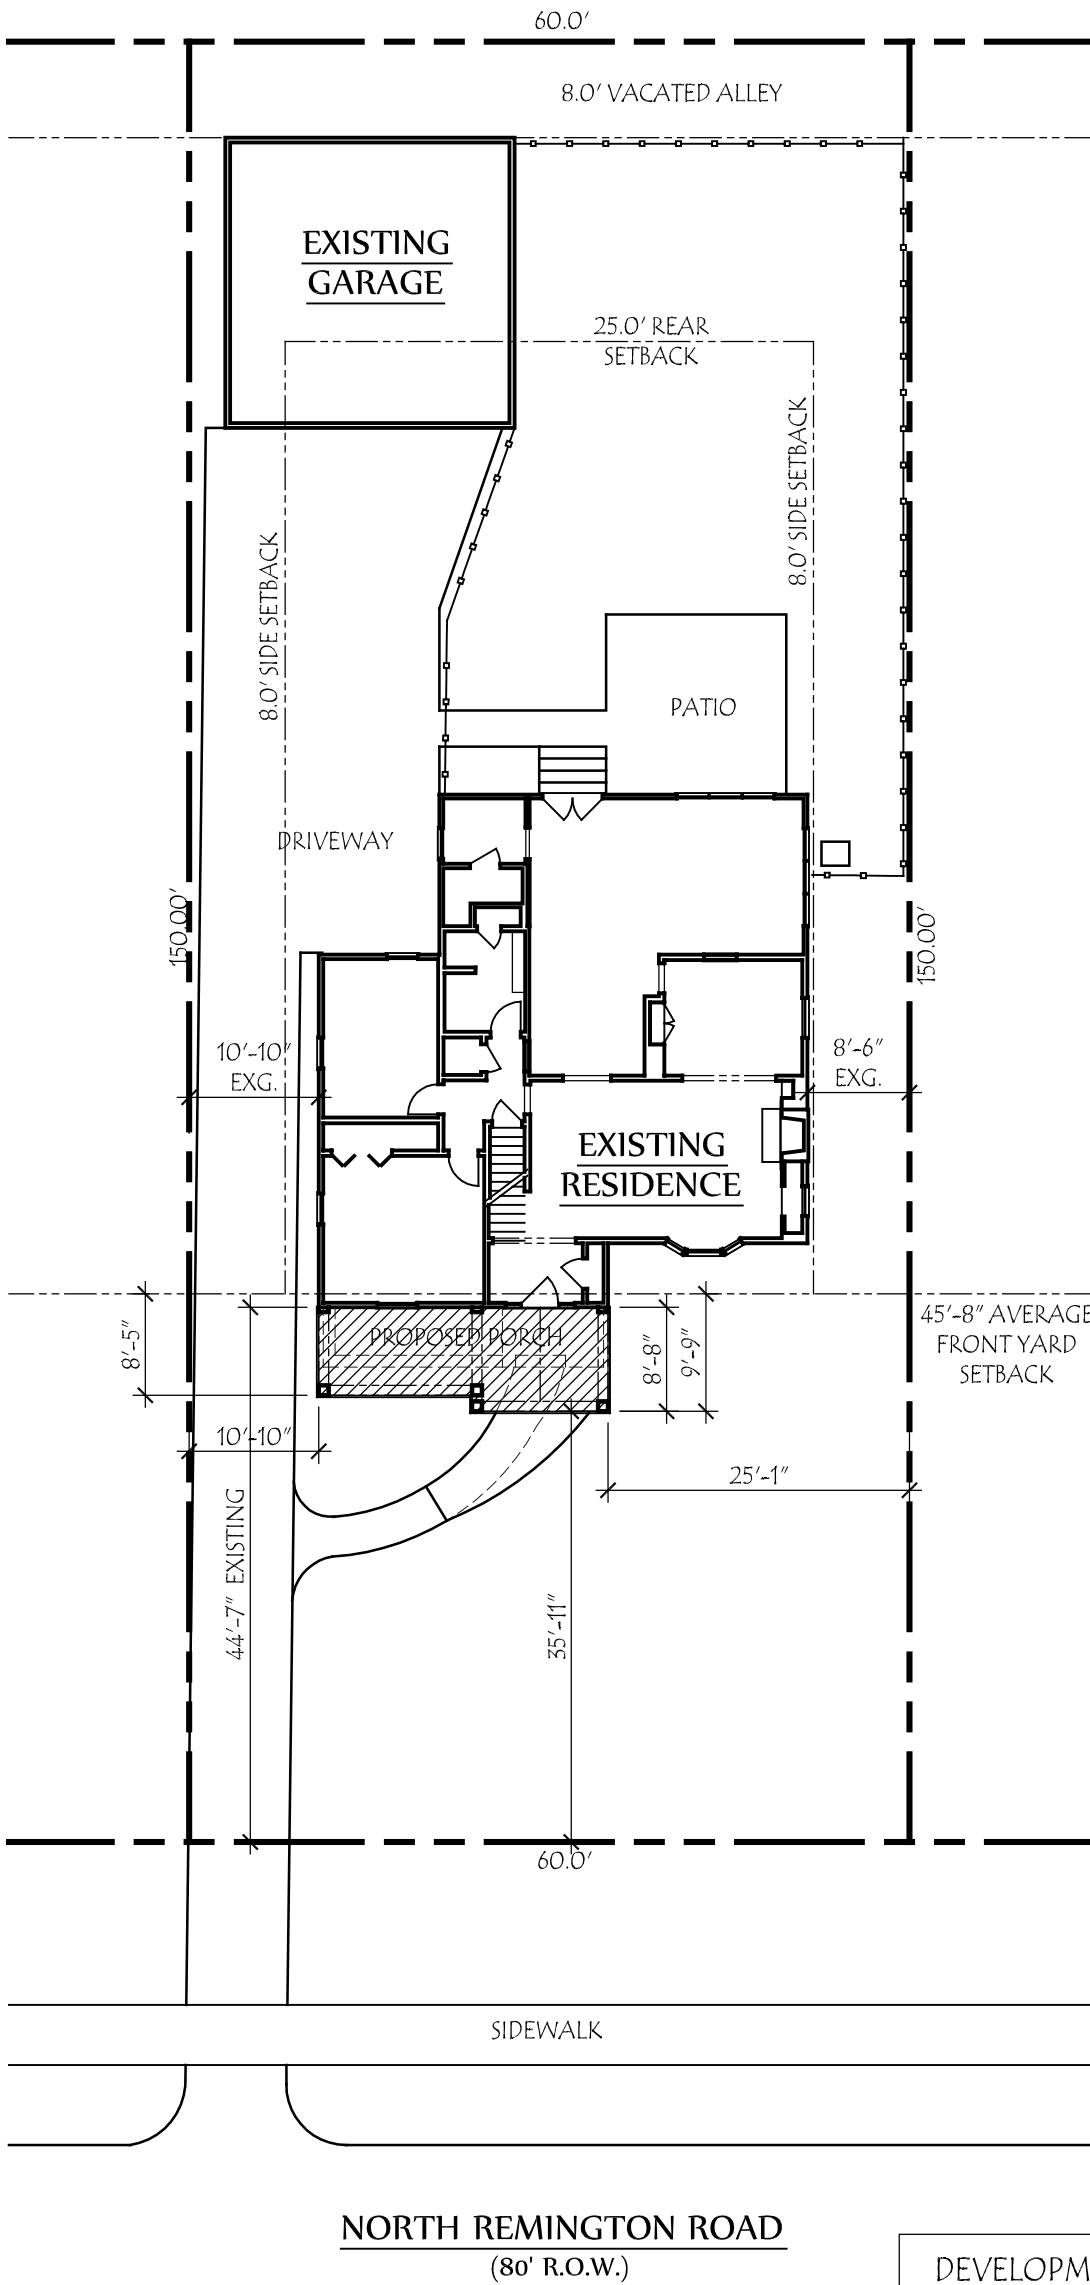 60.0'
8.0' VACATED ALLEY
EXISTING
GARAGE
25.0' REAR
SETBACK
8.0' SIDE SETBACK
8.0' SIDE SETBACK
PATIO
DRIVEWAY
150.00'
150.00'
10'-10"
EXG.
8'-6"
EXG.
EXISTING
RESIDENCE
45'-8" AVERAGE
FRONT YARD
SETBACK
8'-5"
PROPOSED PORCH
8'-8"
9'-9"
10'-10"
25'-1"
44'-7" EXISTING
35'-11"
60.0'
SIDEWALK
NORTH REMINGTON ROAD
(80' R.O.W.)
DEVELOPM